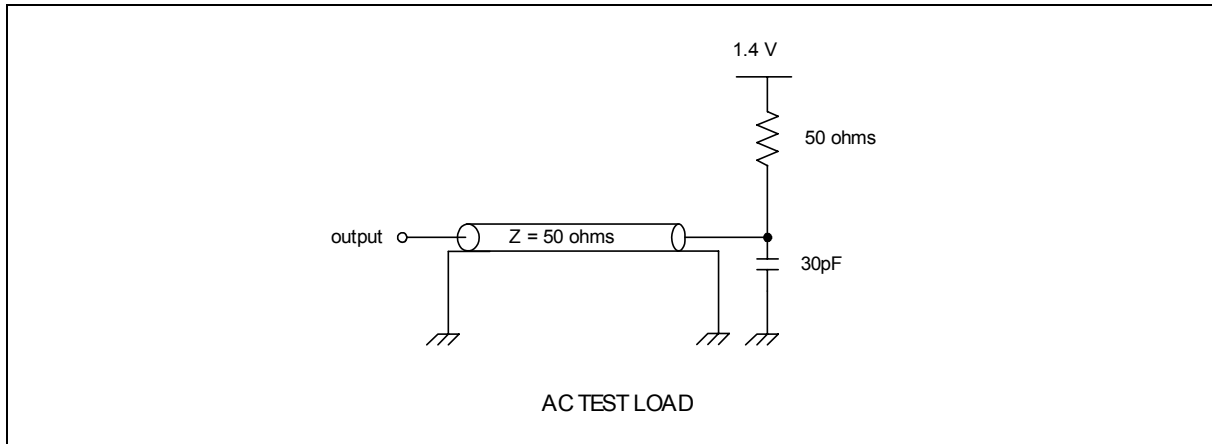 1.4 V
50 ohms
output
Z = 50 ohms
30pF
AC TEST LOAD